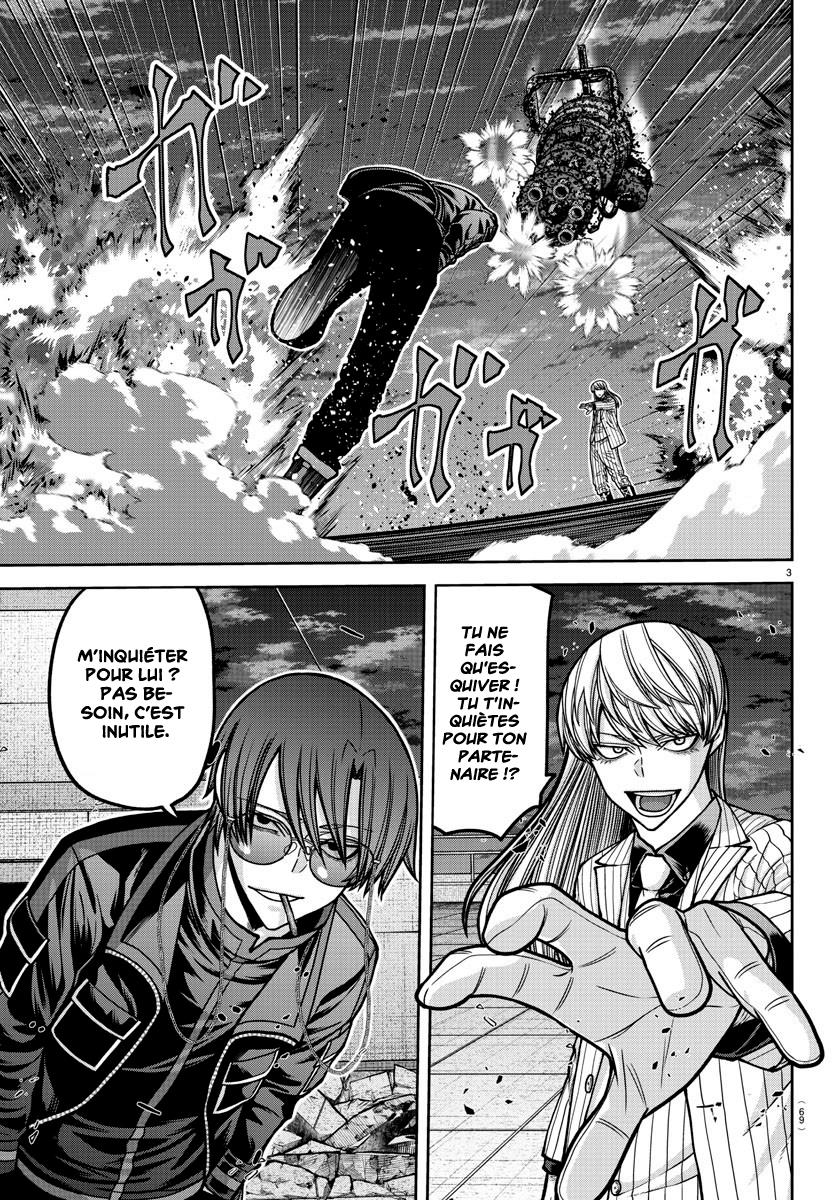 ガ
ガ
ガ
ガ
ガ
ガ
3
TU NE
FAIS
QU'ES-
QUIVER !
TU T'IN-
QUIÈTES
POUR TON
PARTE-
NAIRE !?
M'INQUIÉTER
POUR LUI ?
PAS BE-
SOIN, C'EST
INUTILE.
(69)